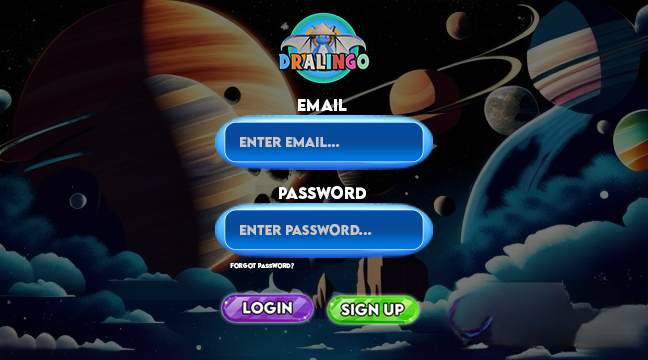 DRALINGO
EMAIL
ENTER EMAIL...
PASSWORD
ENTER PASSWORD...
FORGOT PASSWORD?
LOGIN SIGN UP